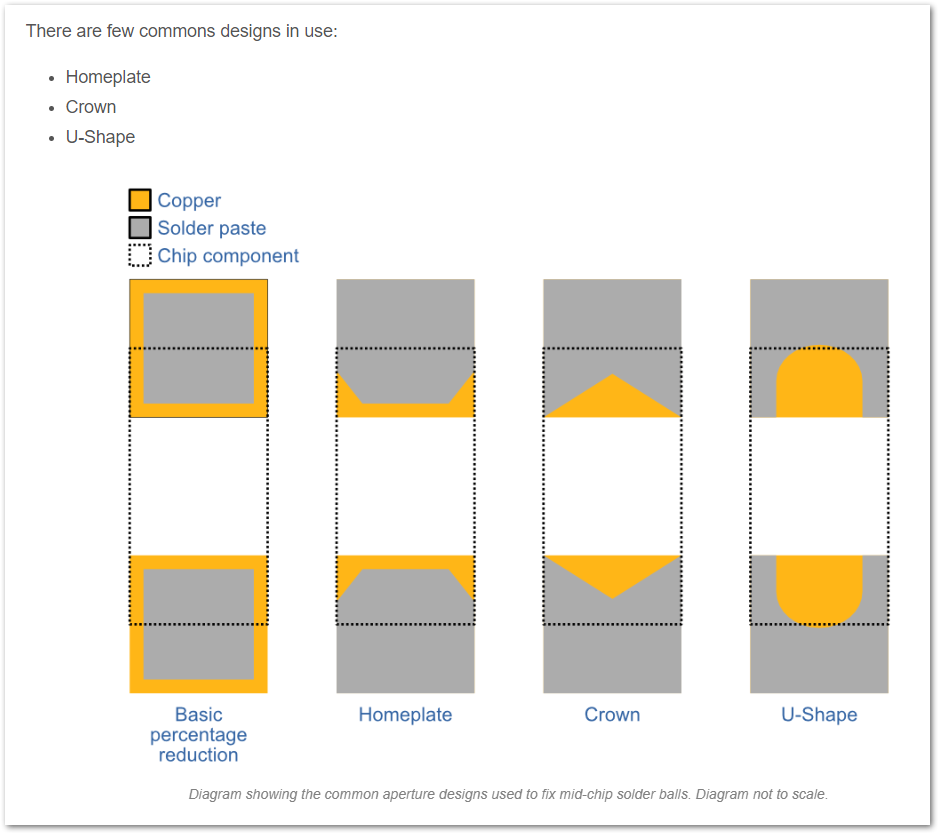 There are few commons designs in use:
Homeplate
Crown
U-Shape
Copper
Solder paste
Chip component
Basic
percentage
reduction
Homeplate
Crown
U-Shape
Diagram showing the common aperture designs used to fix mid-chip solder balls. Diagram not to scale.